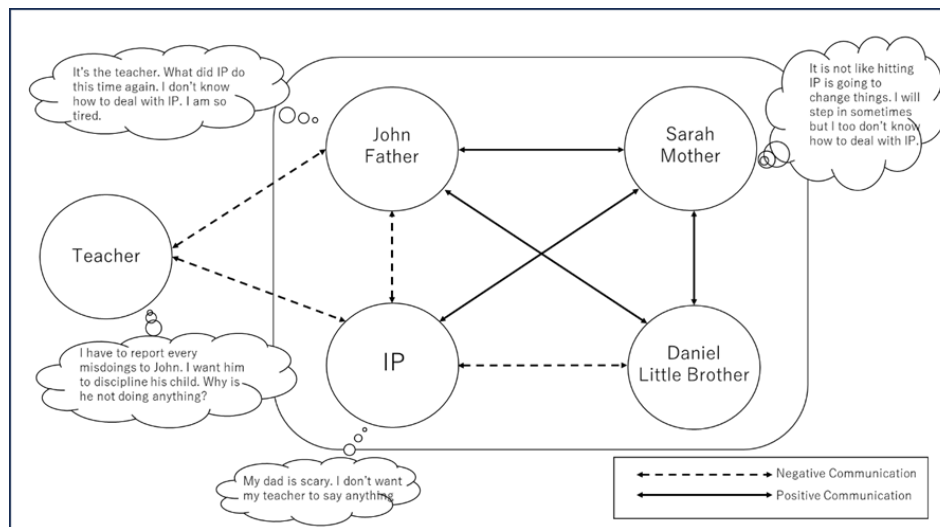 It's the teacher. What did IP do
this time again. I don't know
how to deal with IP. I am so
tired.
It is not like hitting
IP is going to
change things. I will
step in sometimes
but I too don't know
how to deal with IP.
John
Father
Sarah
Mother
Teacher
I have to report every
misdoings to John. I want him
to discipline his child. Why is
he not doing anything?
IP
Daniel
Little Brother
My dad is scary. I don't want
my teacher to say anything
Negative Communication
Positive Communication